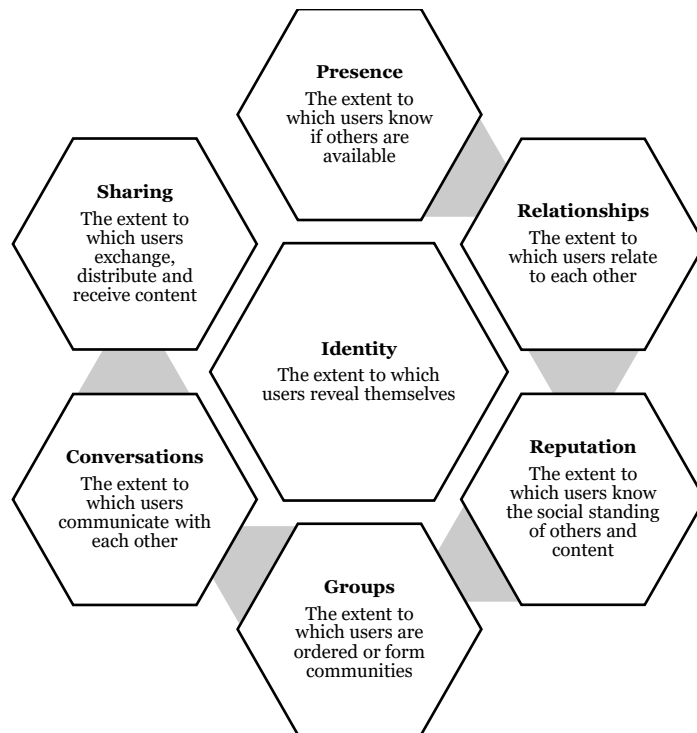 Presence
The extent to
which users know
if others are
available
Sharing
The extent to
which users
exchange,
distribute and
receive content
Relationships
The extent to
which users relate
to each other
Identity
The extent to which
users reveal themselves
Conversations
The extent to
which users
communicate with
each other
Reputation
The extent to
which users know
the social standing
of others and
content
Groups
The extent to
which users are
ordered or form
communities